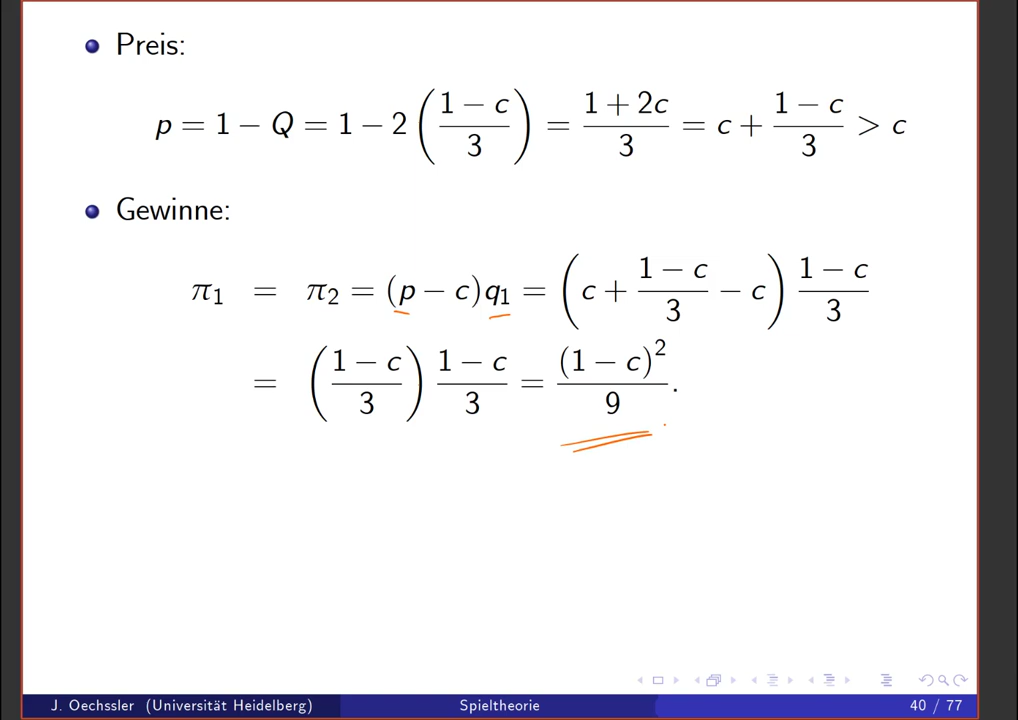 Preis:
p = 1 − Q = 1 − 2 ( (1 − c)/3 ) = (1 + 2c)/3 = c + (1 − c)/3 > c
Gewinne:
π₁ = π₂ = (p − c)q₁ = ( c + (1 − c)/3 − c ) (1 − c)/3
= ( (1 − c)/3 ) (1 − c)/3 = (1 − c)²/9 .
J. Oechssler (Universität Heidelberg) Spieltheorie 40 / 77